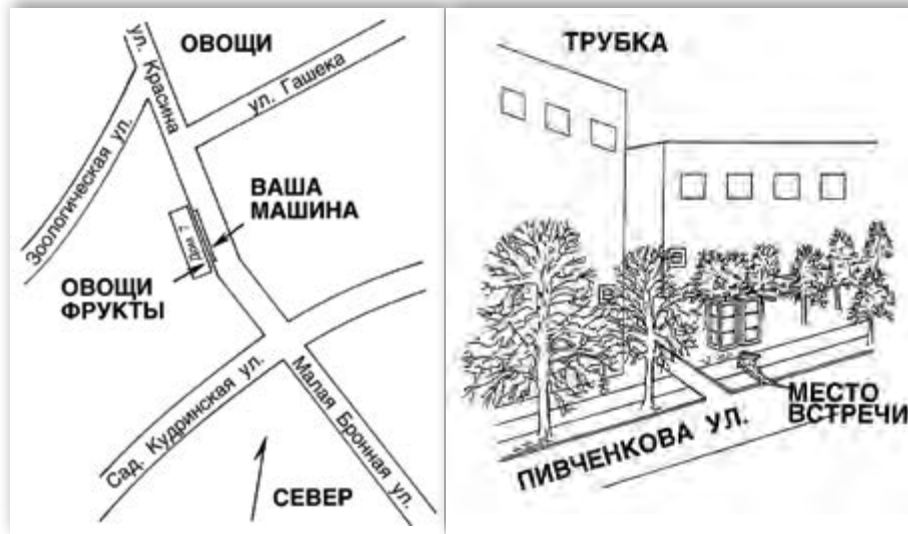 ОВОЩИ
ул. Красина
ул. Гашека
Зоологическая ул.
ВАША
МАШИНА
Дом 7
ОВОЩИ
ФРУКТЫ
Сад. Кудринская ул.
Малая Бронная ул.
СЕВЕР
ТРУБКА
МЕСТО
ВСТРЕЧИ
ПИВЧЕНКОВА УЛ.